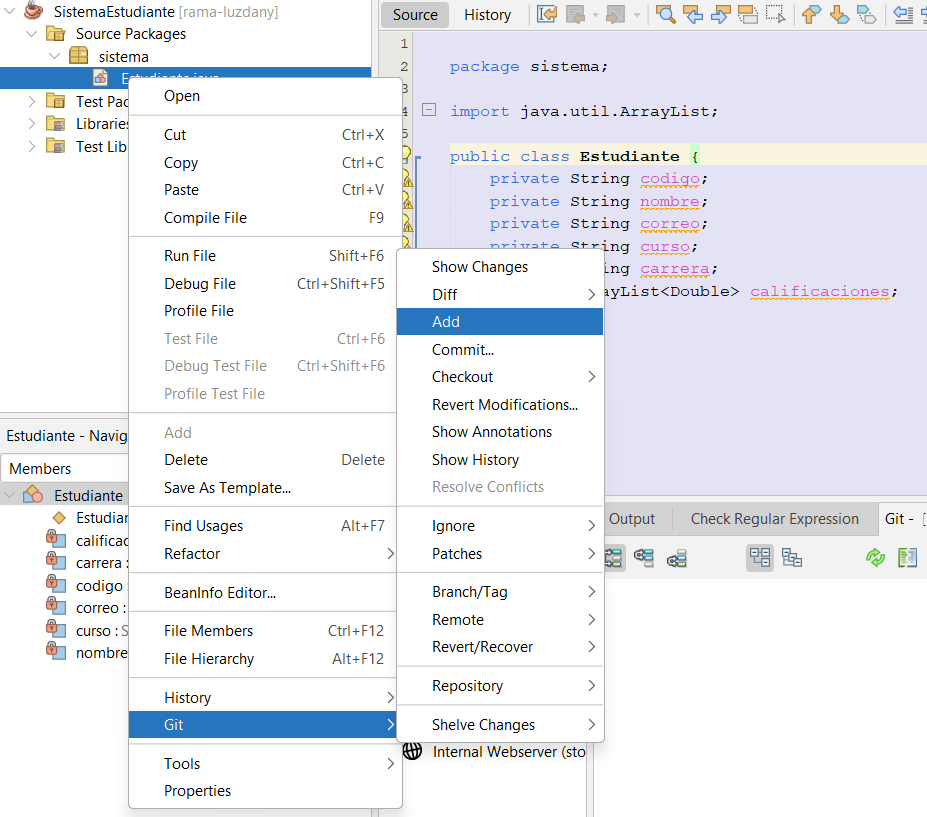 SistemaEstudiante [rama-luzdany]
Source Packages
sistema
Estudiante.java
Test Pac
Libraries
Test Lib
Estudiante - Navig
Members
Estudiante
Estudian
calificac
carrera :
codigo
correo :
curso : S
nombre
Open
Cut Ctrl+X
Copy Ctrl+C
Paste Ctrl+V
Compile File F9
Run File Shift+F6
Debug File Ctrl+Shift+F5
Profile File
Test File Ctrl+F6
Debug Test File Ctrl+Shift+F6
Profile Test File
Add
Delete Delete
Save As Template...
Find Usages Alt+F7
Refactor
BeanInfo Editor...
File Members Ctrl+F12
File Hierarchy Alt+F12
History
Git
Tools
Properties
Show Changes
Diff
Add
Commit...
Checkout
Revert Modifications...
Show Annotations
Show History
Resolve Conflicts
Ignore
Patches
Branch/Tag
Remote
Revert/Recover
Repository
Shelve Changes
Internal Webserver (sto
Source History
1
2 package sistema;
3
4 import java.util.ArrayList;
5
public class Estudiante {
private String codigo;
private String nombre;
private String correo;
private String curso;
ing carrera;
ayList<Double> calificaciones;
Output Check Regular Expression Git - [